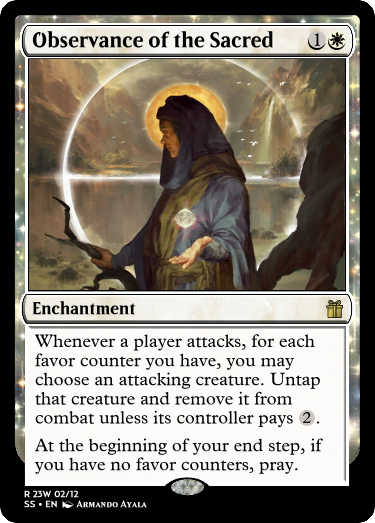 Observance of the Sacred 1
Enchantment
Whenever a player attacks, for each
favor counter you have, you may
choose an attacking creature. Untap
that creature and remove it from
combat unless its controller pays 2.
At the beginning of your end step, if
you have no favor counters, pray.
R 23W 02/12
SS • EN Armando Ayala